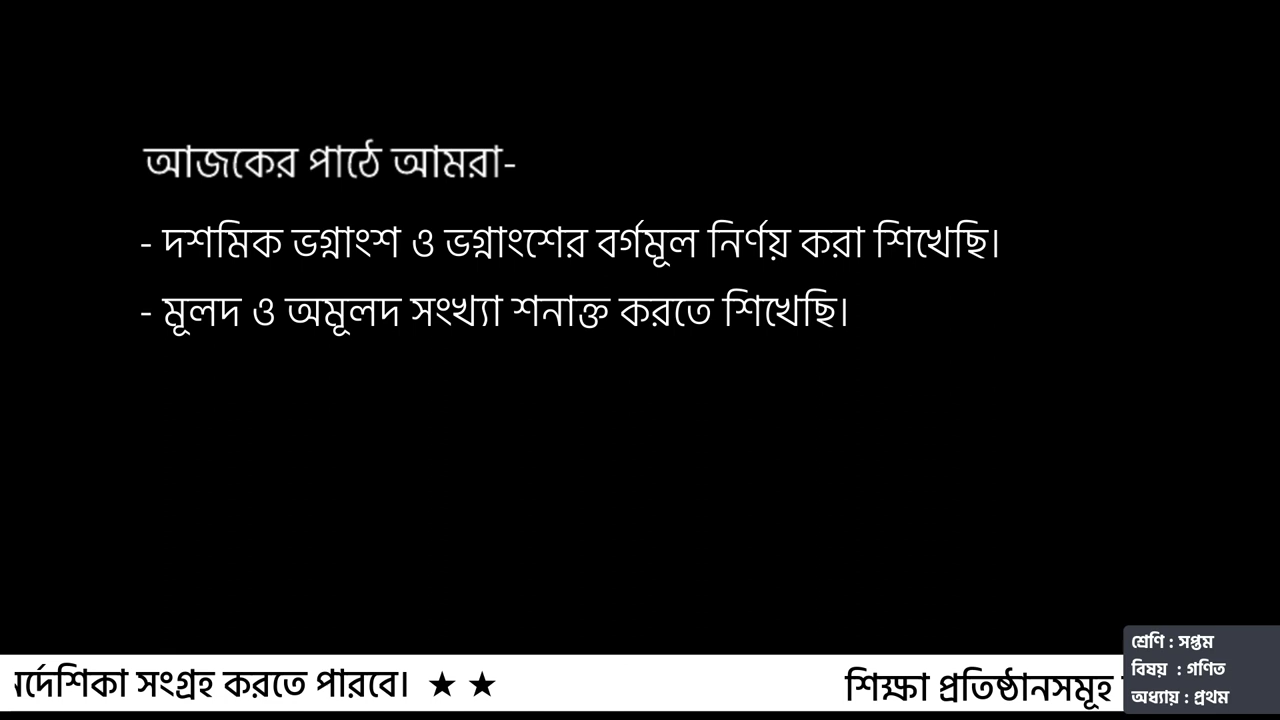 আজকের পাঠে আমরা-
- দশমিক ভগ্নাংশ ও ভগ্নাংশের বর্গমূল নির্ণয় করা শিখেছি।
- মূলদ ও অমূলদ সংখ্যা শনাক্ত করতে শিখেছি।
শ্রেণি : সপ্তম
বিষয় : গণিত
অধ্যায় : প্রথম
সংগ্রহ করতে পারবে। ★ ★ শিক্ষা প্রতিষ্ঠানসমূহ